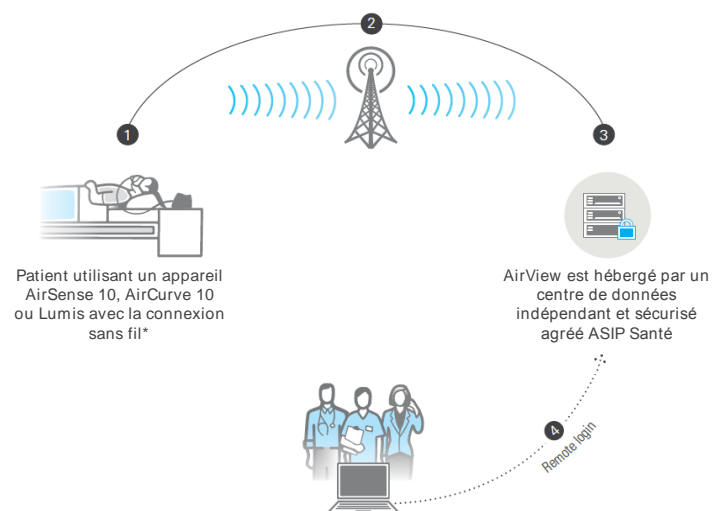 2
1
3
Patient utilisant un appareil
AirSense 10, AirCurve 10
ou Lumis avec la connexion
sans fil*
AirView est hébergé par un
centre de données
indépendant et sécurisé
agréé ASIP Santé
4
Remote login